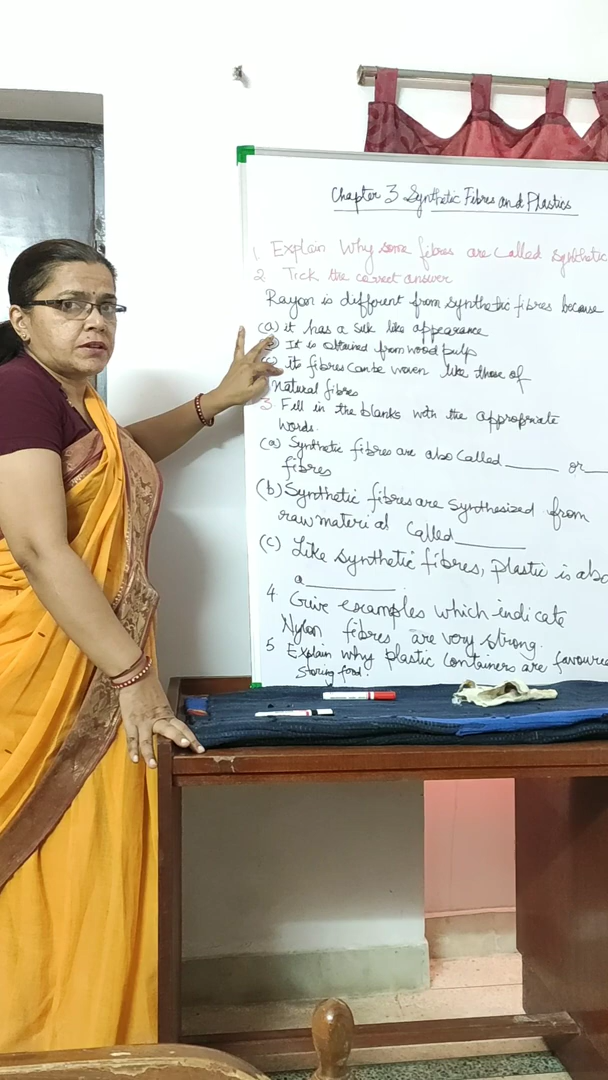 Chapter 3 Synthetic Fibres and Plastics
1 Explain Why some fibres are called synthetic
2 Tick the correct answer
Rayon is different from synthetic fibres because
(a) it has a silk like appearance
It is obtained from wood pulp
its fibres can be woven like those of
natural fibres
3 Fill in the blanks with the appropriate
words.
(a) Synthetic fibres are also called ______ or __
fibres
(b) Synthetic fibres are synthesized from
raw material called ______
(c) Like synthetic fibres, plastic is also
a ______
4 Give examples which indicate
Nylon fibres are very strong.
5 Explain why plastic containers are favoured
storing food.